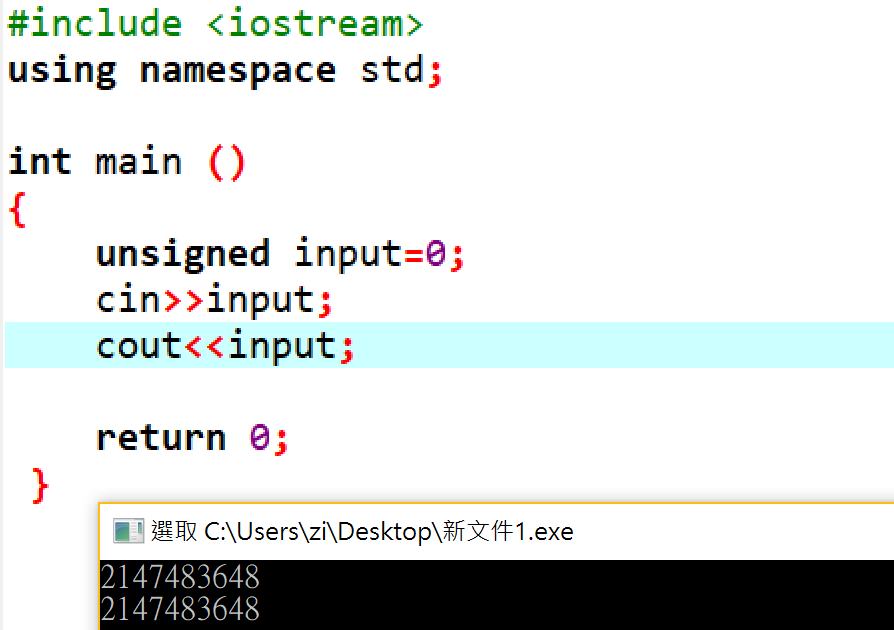 #include <iostream>
using namespace std;
int main ()
{
unsigned input=0;
cin>>input;
cout<<input;
return 0;
}
選取 C:\Users\zi\Desktop\新文件1.exe
2147483648
2147483648